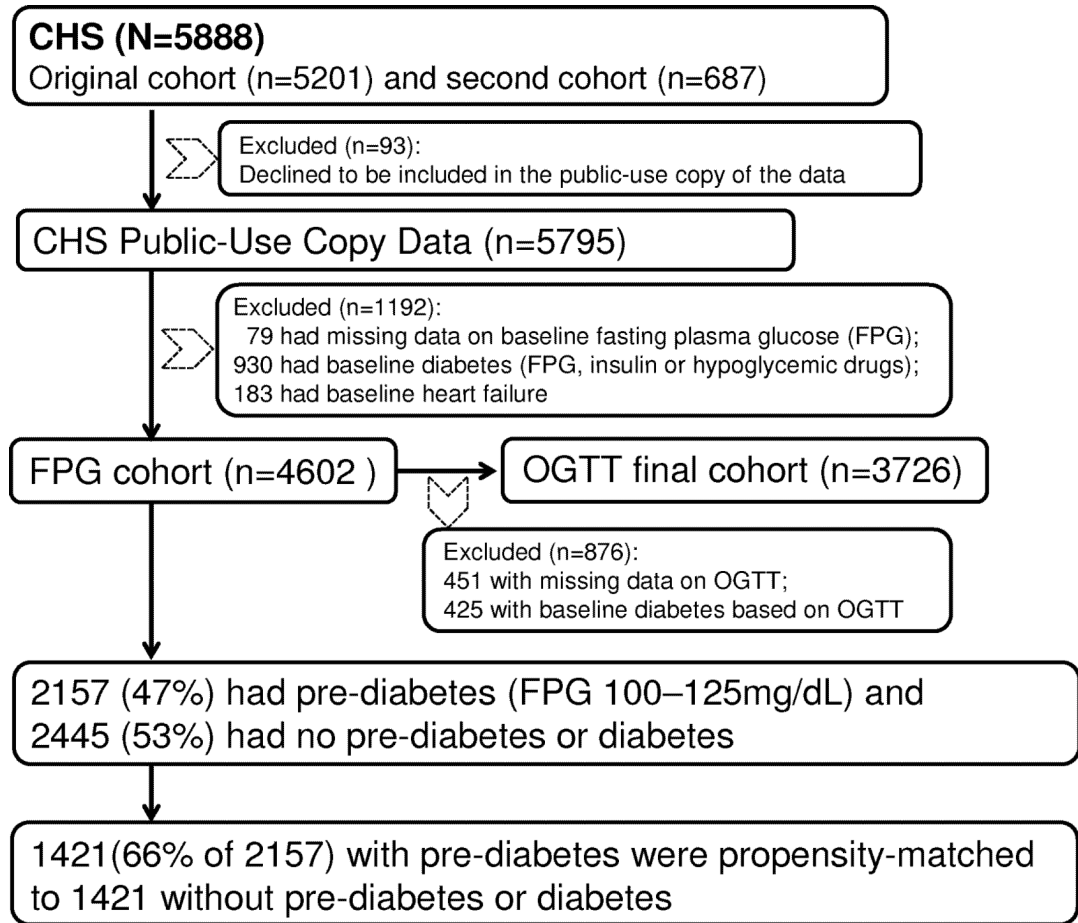 CHS (N=5888)
Original cohort (n=5201) and second cohort (n=687)
Excluded (n=93):
Declined to be included in the public-use copy of the data
CHS Public-Use Copy Data (n=5795)
Excluded (n=1192):
79 had missing data on baseline fasting plasma glucose (FPG);
930 had baseline diabetes (FPG, insulin or hypoglycemic drugs);
183 had baseline heart failure
FPG cohort (n=4602 )
OGTT final cohort (n=3726)
Excluded (n=876):
451 with missing data on OGTT;
425 with baseline diabetes based on OGTT
2157 (47%) had pre-diabetes (FPG 100–125mg/dL) and
2445 (53%) had no pre-diabetes or diabetes
1421(66% of 2157) with pre-diabetes were propensity-matched
to 1421 without pre-diabetes or diabetes